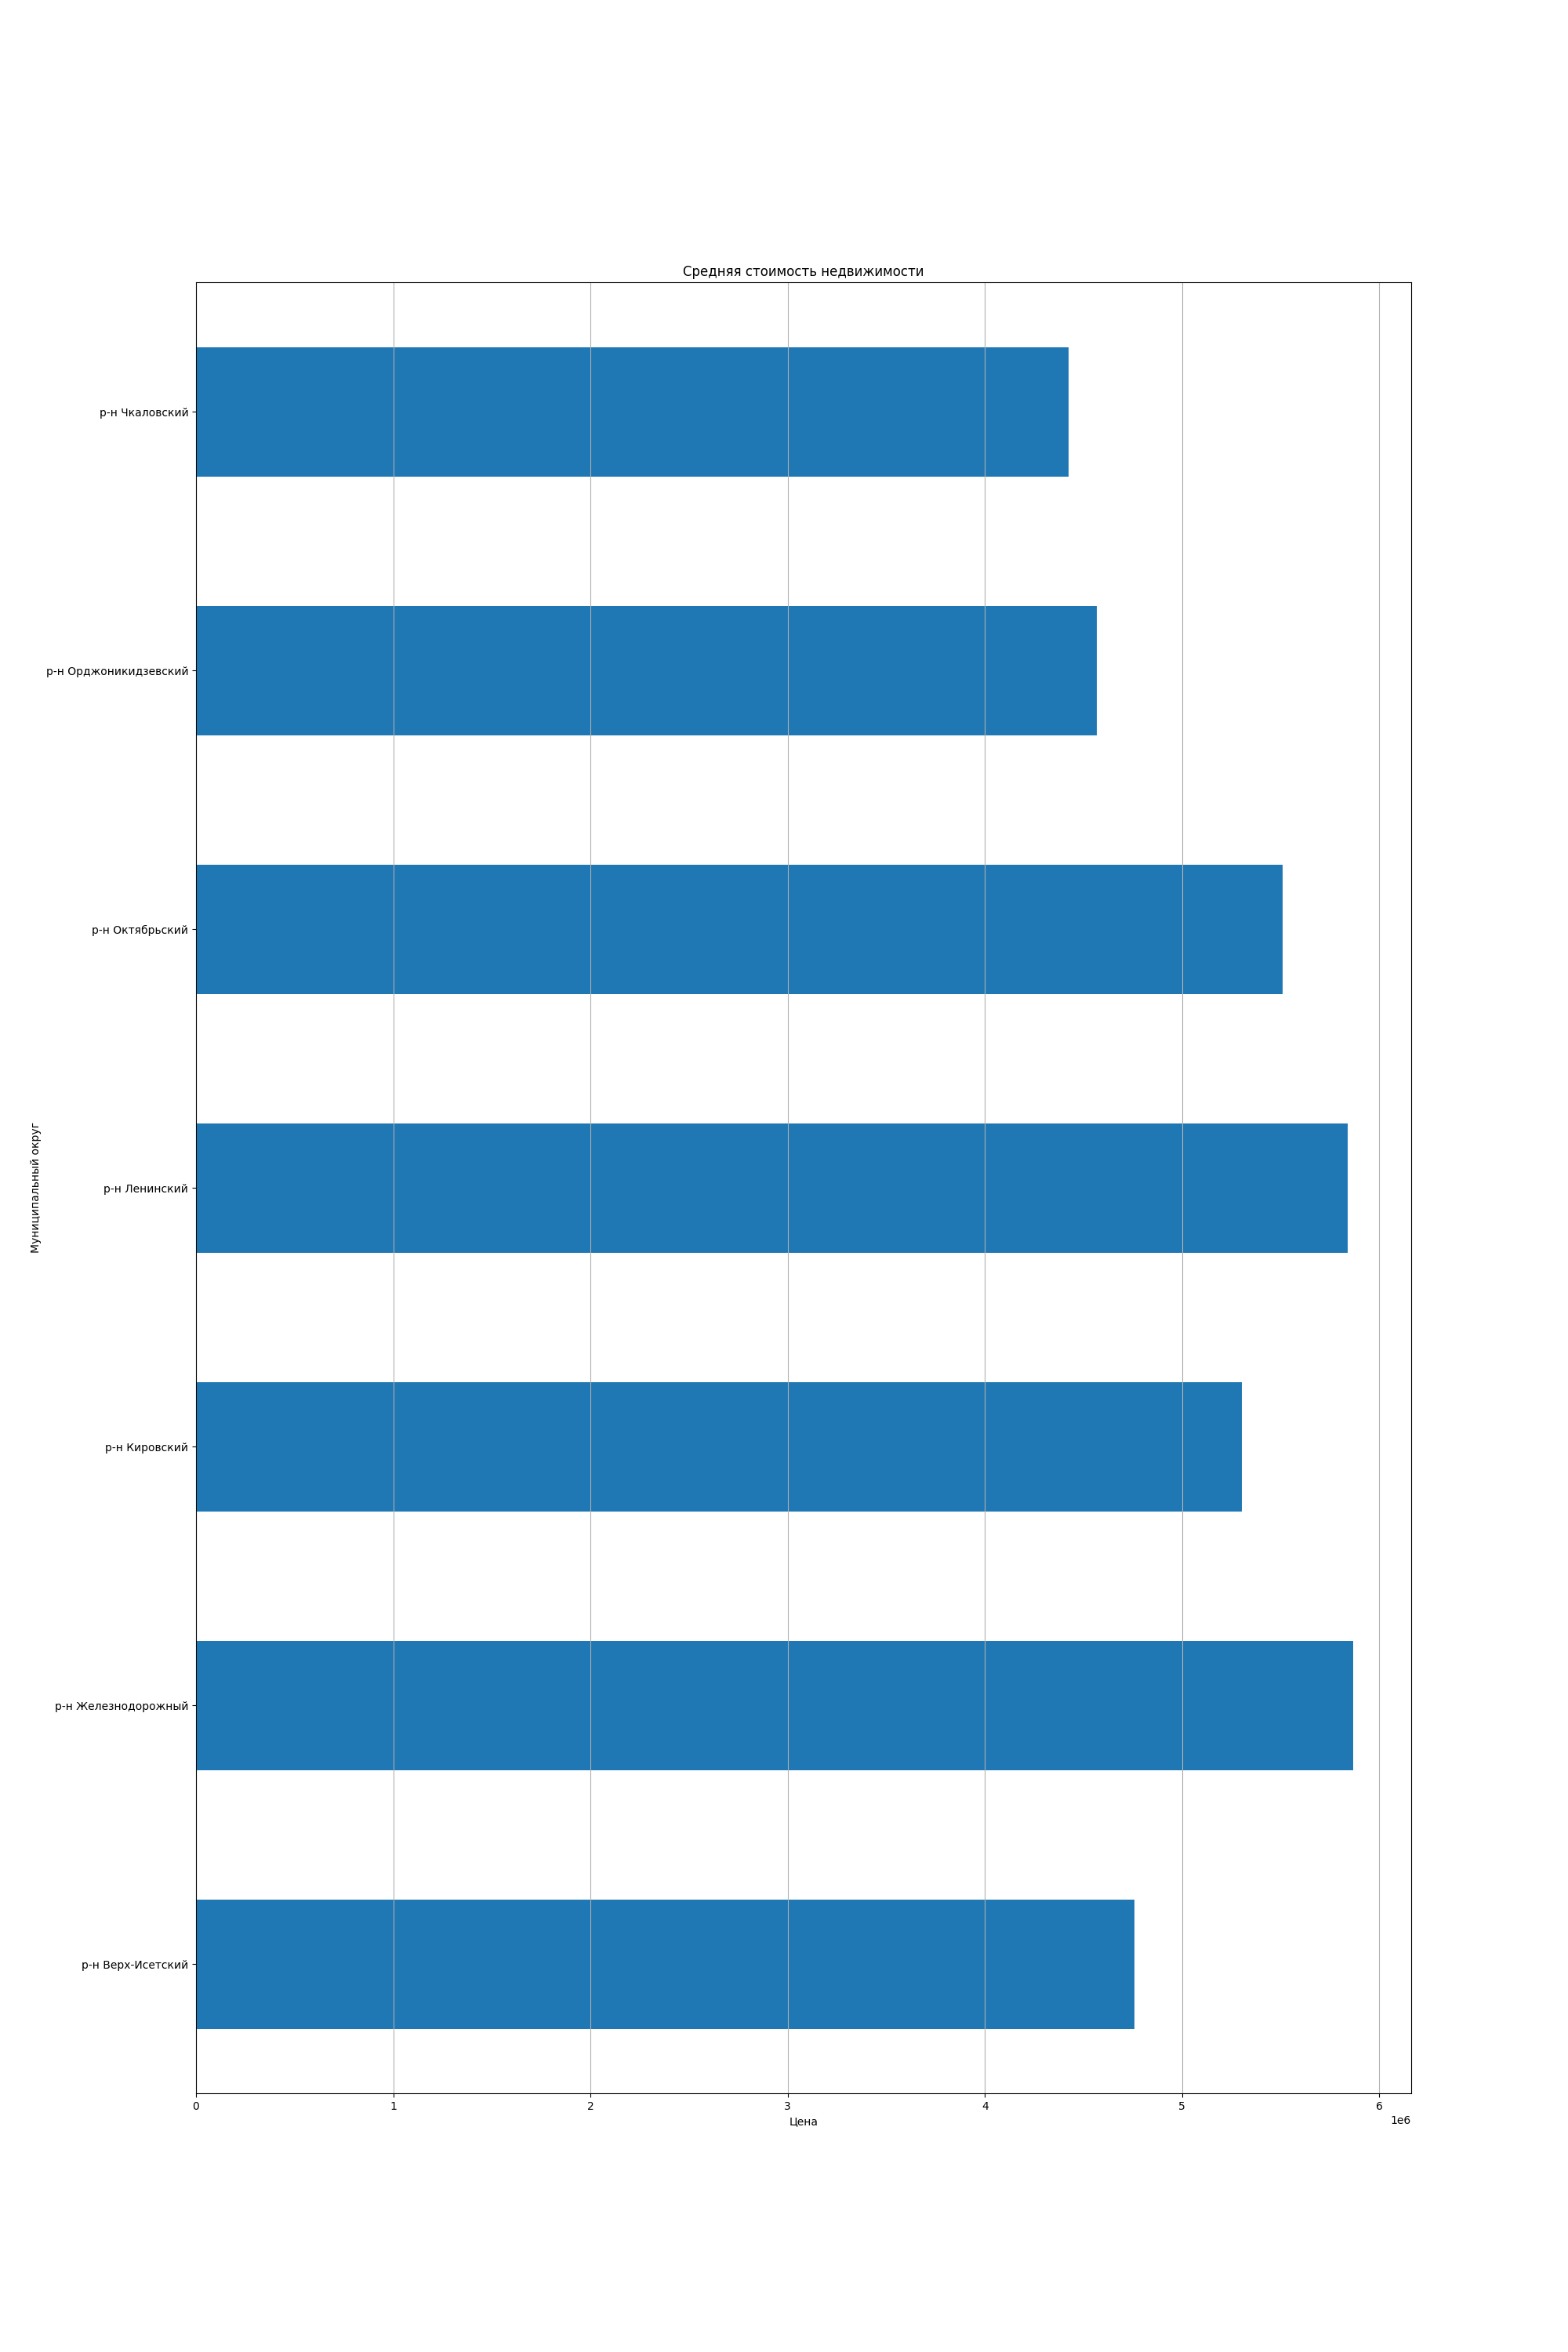 Средняя стоимость недвижимости
р-н Чкаловский
р-н Орджоникидзевский
р-н Октябрьский
р-н Ленинский
р-н Кировский
р-н Железнодорожный
р-н Верх-Исетский
Муниципальный округ
0 1 2 3 4 5 6
Цена
1e6